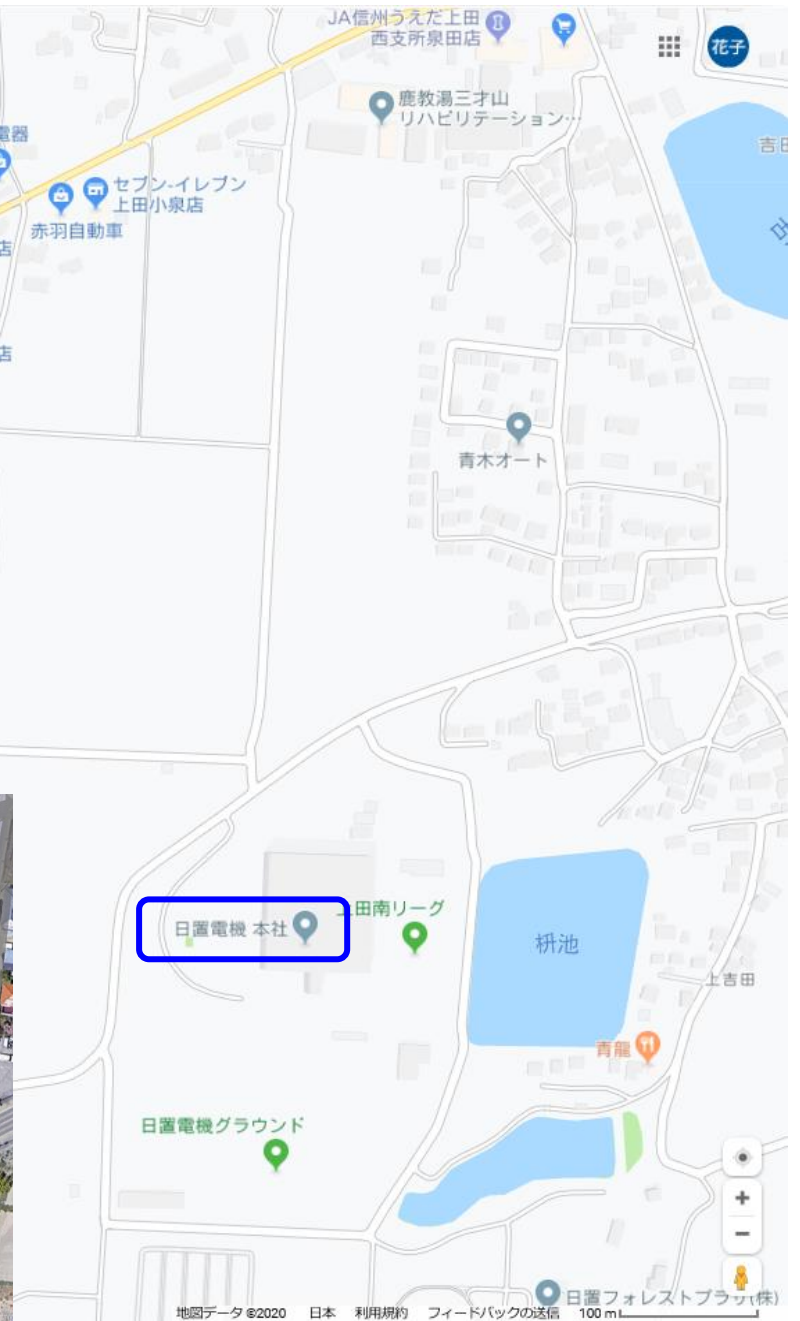 JA信州うえだ上田
西支所泉田店
花子
鹿教湯三才山
リハビリテーション…
吉田
電器
セブン-イレブン
上田小泉店
赤羽自動車
店
店
青木オート
日置電機 本社
上田南リーグ
枡池
上吉田
青龍
日置電機グラウンド
日置フォレストプラザ(株)
地図データ ©2020 日本 利用規約 フィードバックの送信 100 m